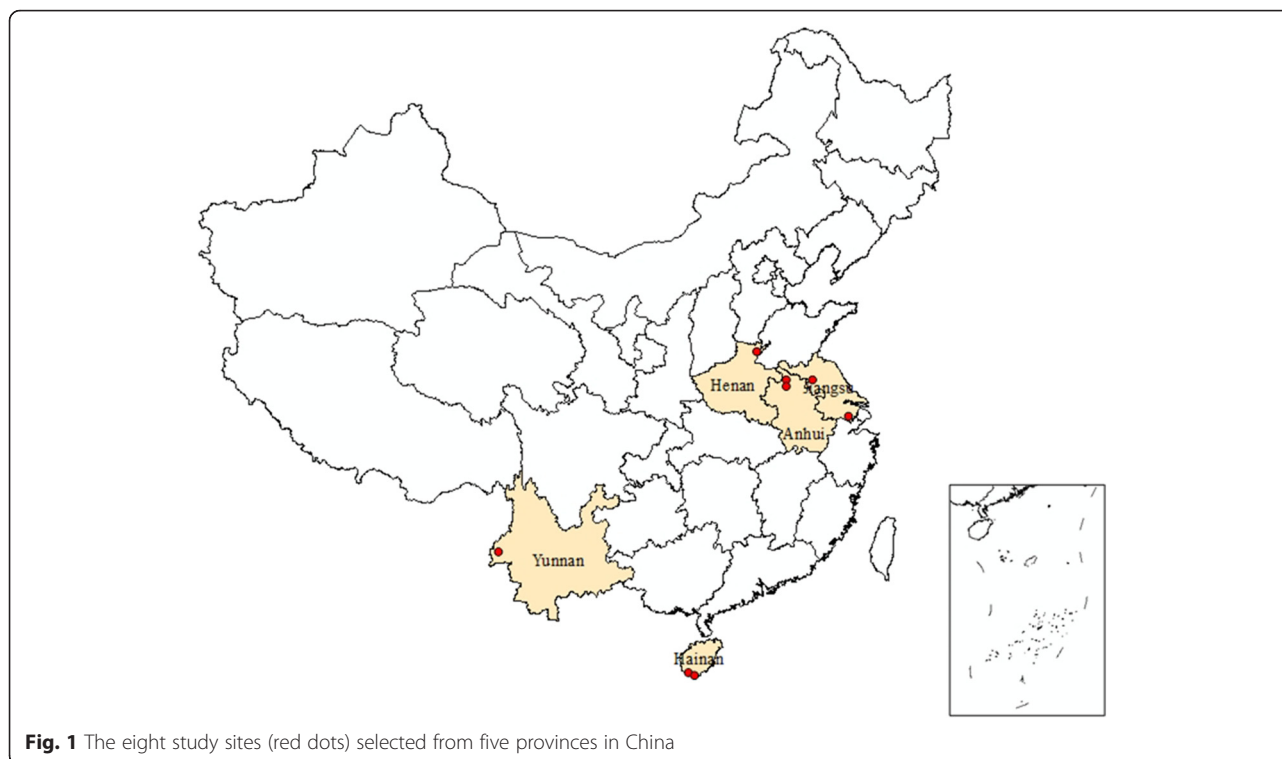 Henan
Jiangsu
Anhui
Yunnan
Hainan
Fig. 1 The eight study sites (red dots) selected from five provinces in China